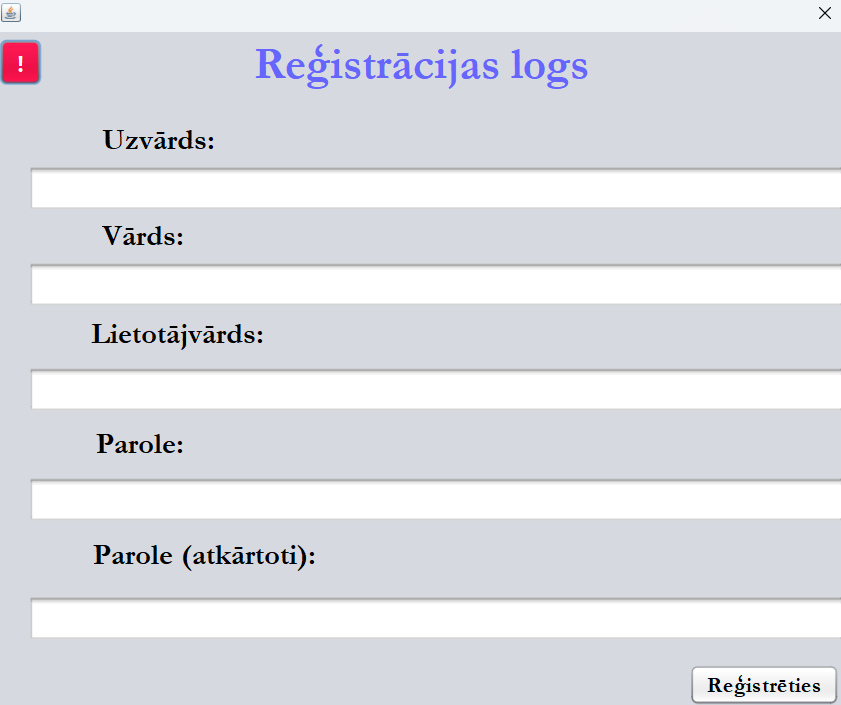 !
Reģistrācijas logs
Uzvārds:
Vārds:
Lietotājvārds:
Parole:
Parole (atkārtoti):
Reģistrēties